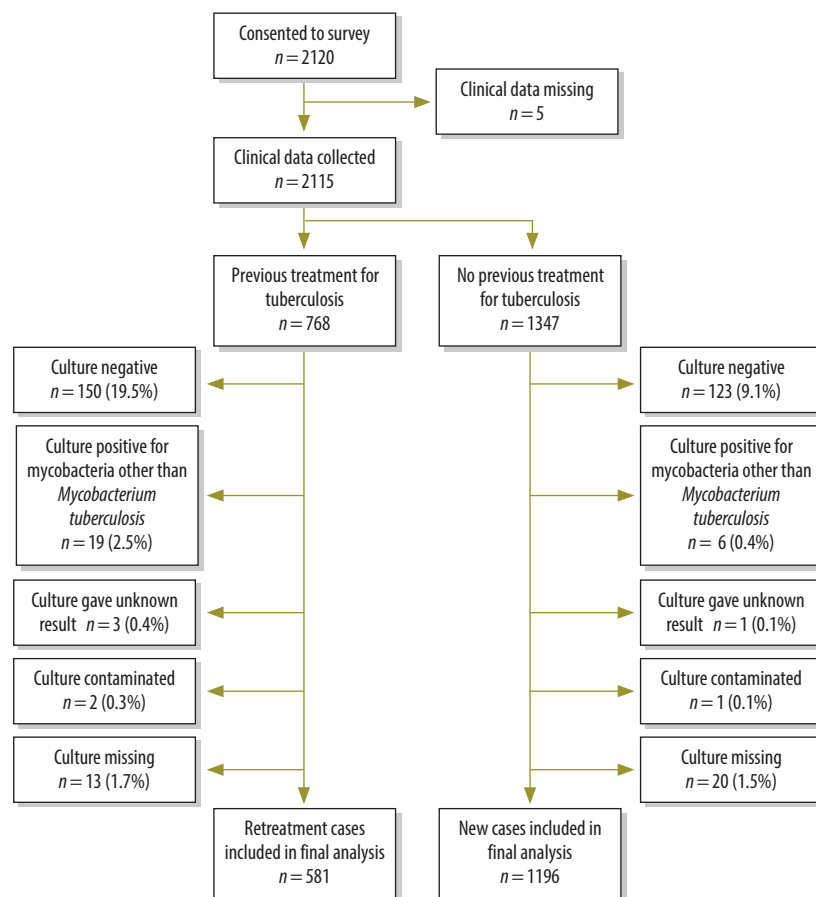 Consented to survey
n = 2120
Clinical data missing
n = 5
Clinical data collected
n = 2115
Previous treatment for
tuberculosis
n = 768
No previous treatment
for tuberculosis
n = 1347
Culture negative
n = 150 (19.5%)
Culture negative
n = 123 (9.1%)
Culture positive for
mycobacteria other than
Mycobacterium
tuberculosis
n = 19 (2.5%)
Culture positive for
mycobacteria other than
Mycobacterium
tuberculosis
n = 6 (0.4%)
Culture gave unknown
result n = 3 (0.4%)
Culture gave unknown
result n = 1 (0.1%)
Culture contaminated
n = 2 (0.3%)
Culture contaminated
n = 1 (0.1%)
Culture missing
n = 13 (1.7%)
Culture missing
n = 20 (1.5%)
Retreatment cases
included in final analysis
n = 581
New cases included in
final analysis
n = 1196